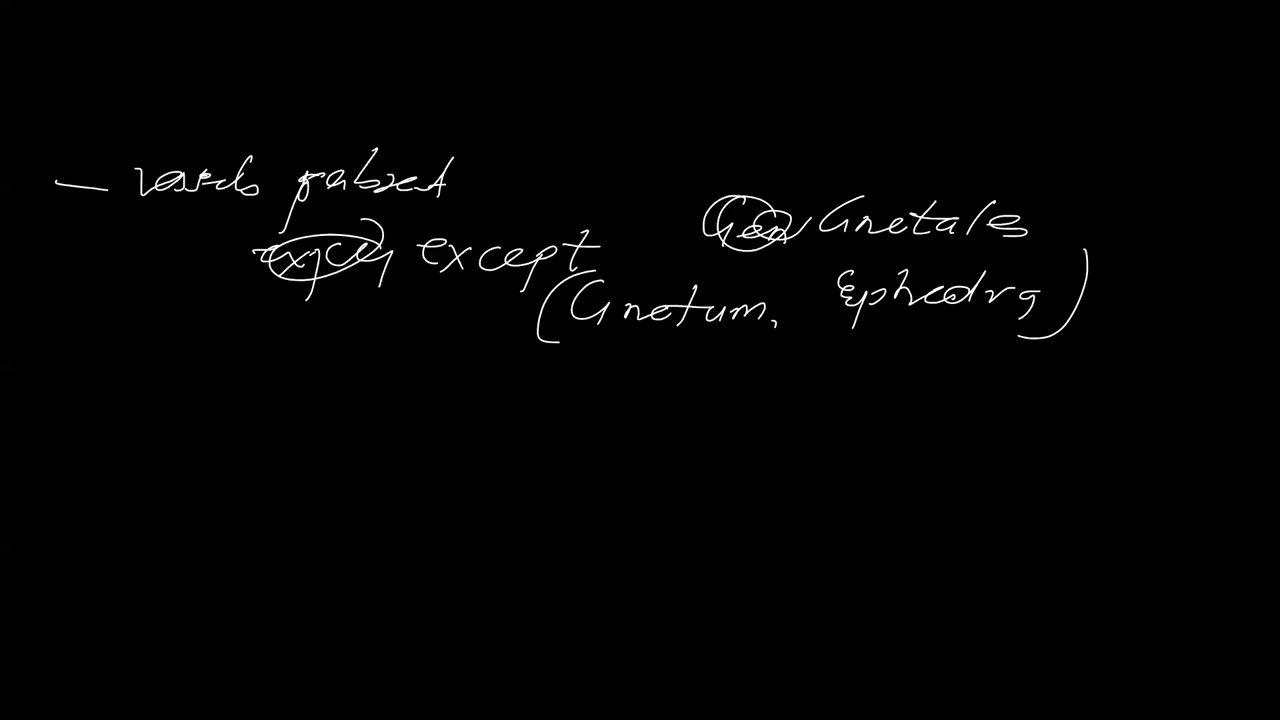 — vessels absent
except Gnetales
(Gnetum, Ephedra)